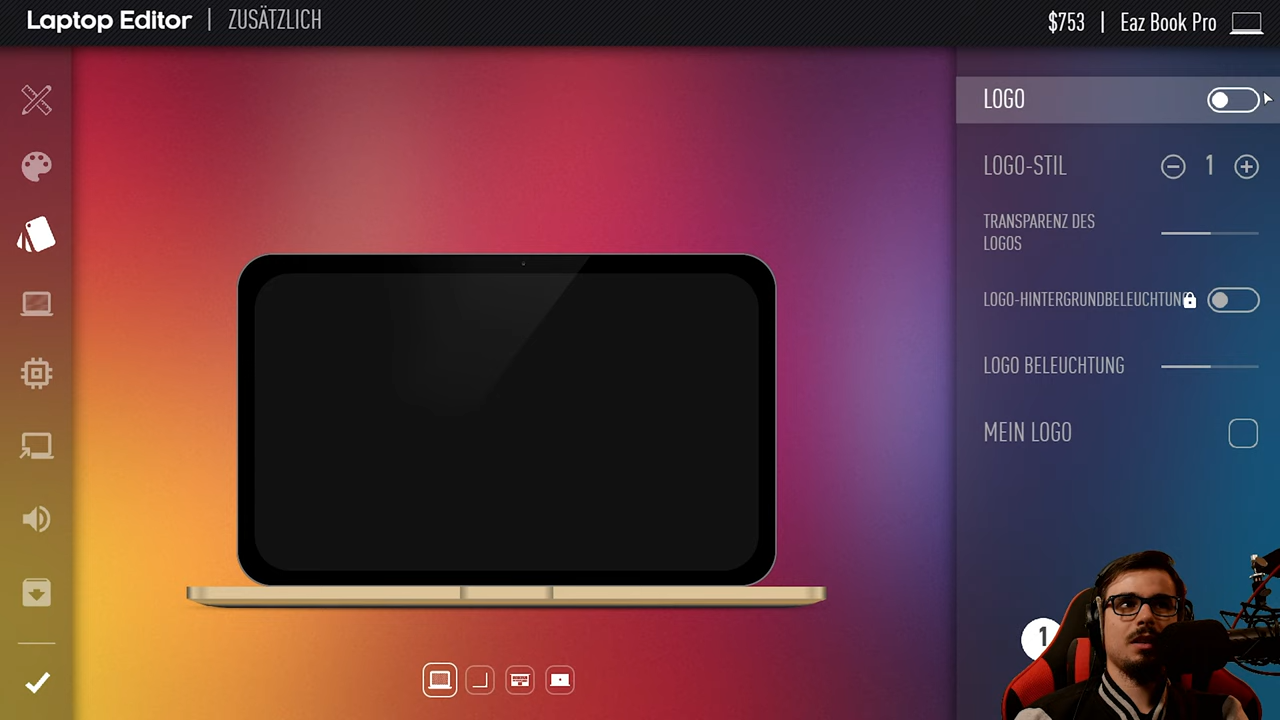 Laptop Editor | ZUSÄTZLICH
$753 | Eaz Book Pro
LOGO
LOGO-STIL 1
TRANSPARENZ DES
LOGOS
LOGO-HINTERGRUNDBELEUCHTUNG
LOGO BELEUCHTUNG
MEIN LOGO
1